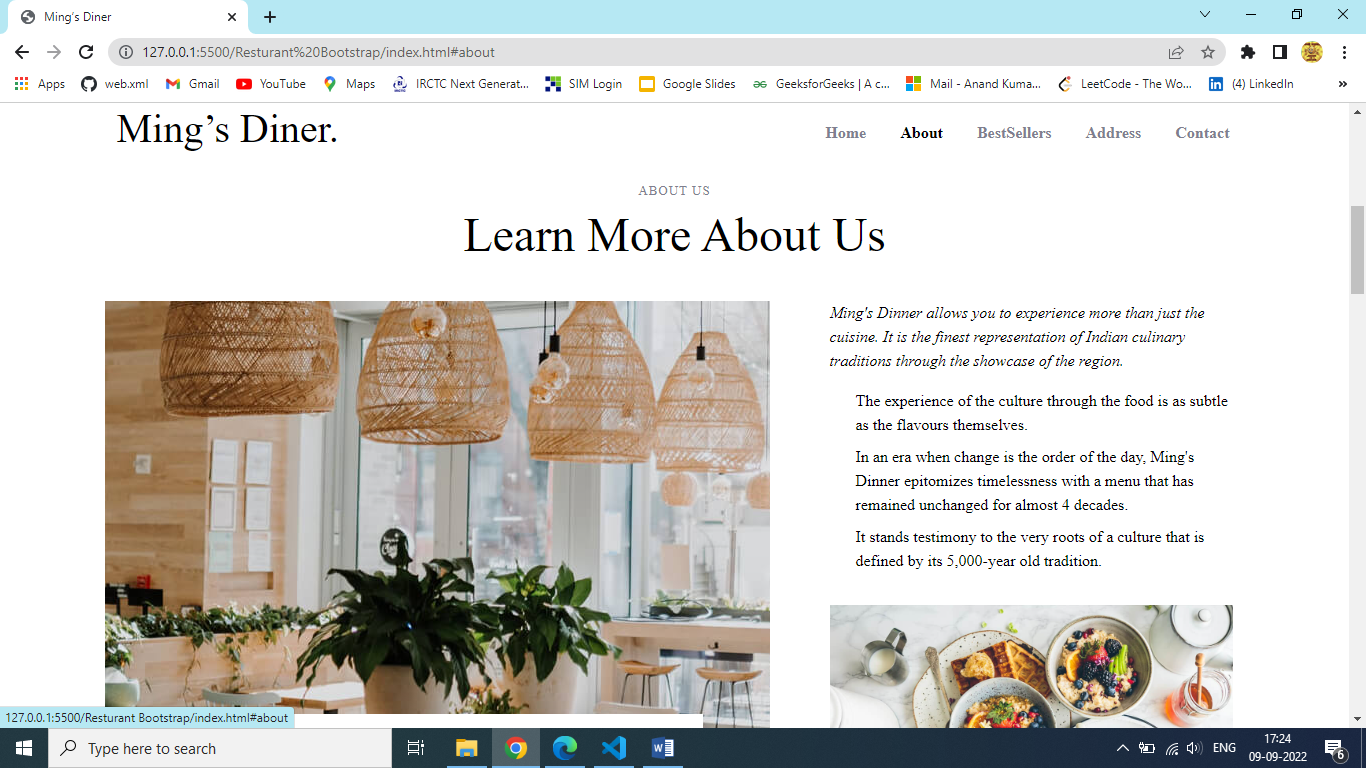 Ming's Diner
127.0.0.1:5500/Resturant%20Bootstrap/index.html#about
Apps web.xml Gmail YouTube Maps IRCTC Next Generat... SIM Login Google Slides GeeksforGeeks | A c... Mail - Anand Kuma... LeetCode - The Wo... (4) LinkedIn »
Ming’s Diner.
Home About BestSellers Address Contact
ABOUT US
Learn More About Us
Ming's Dinner allows you to experience more than just the
cuisine. It is the finest representation of Indian culinary
traditions through the showcase of the region.
The experience of the culture through the food is as subtle
as the flavours themselves.
In an era when change is the order of the day, Ming's
Dinner epitomizes timelessness with a menu that has
remained unchanged for almost 4 decades.
It stands testimony to the very roots of a culture that is
defined by its 5,000-year old tradition.
127.0.0.1:5500/Resturant Bootstrap/index.html#about
Type here to search
ENG
17:24
09-09-2022
6